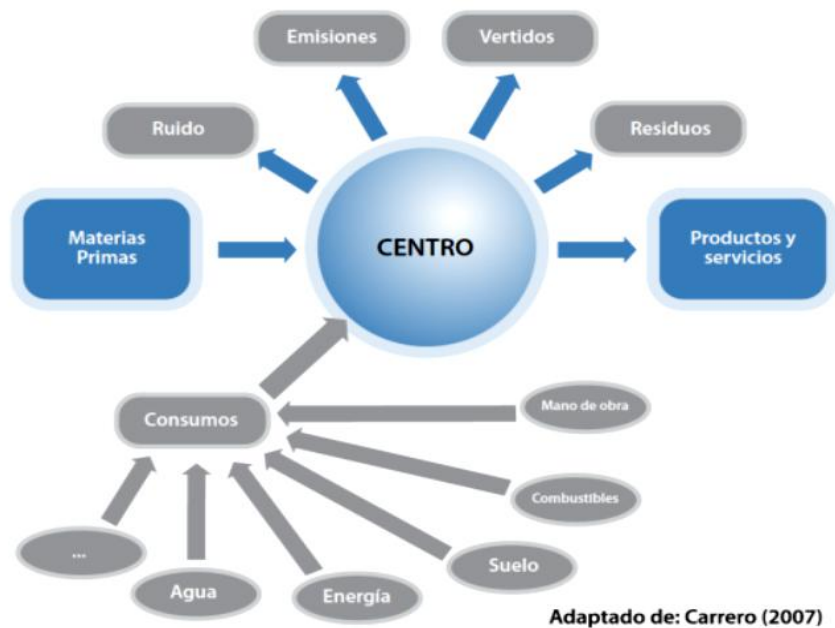 Emisiones
Vertidos
Ruido
Residuos
Materias
Primas
CENTRO
Productos y
servicios
Consumos
Mano de obra
Combustibles
...
Agua
Energía
Suelo
Adaptado de: Carrero (2007)